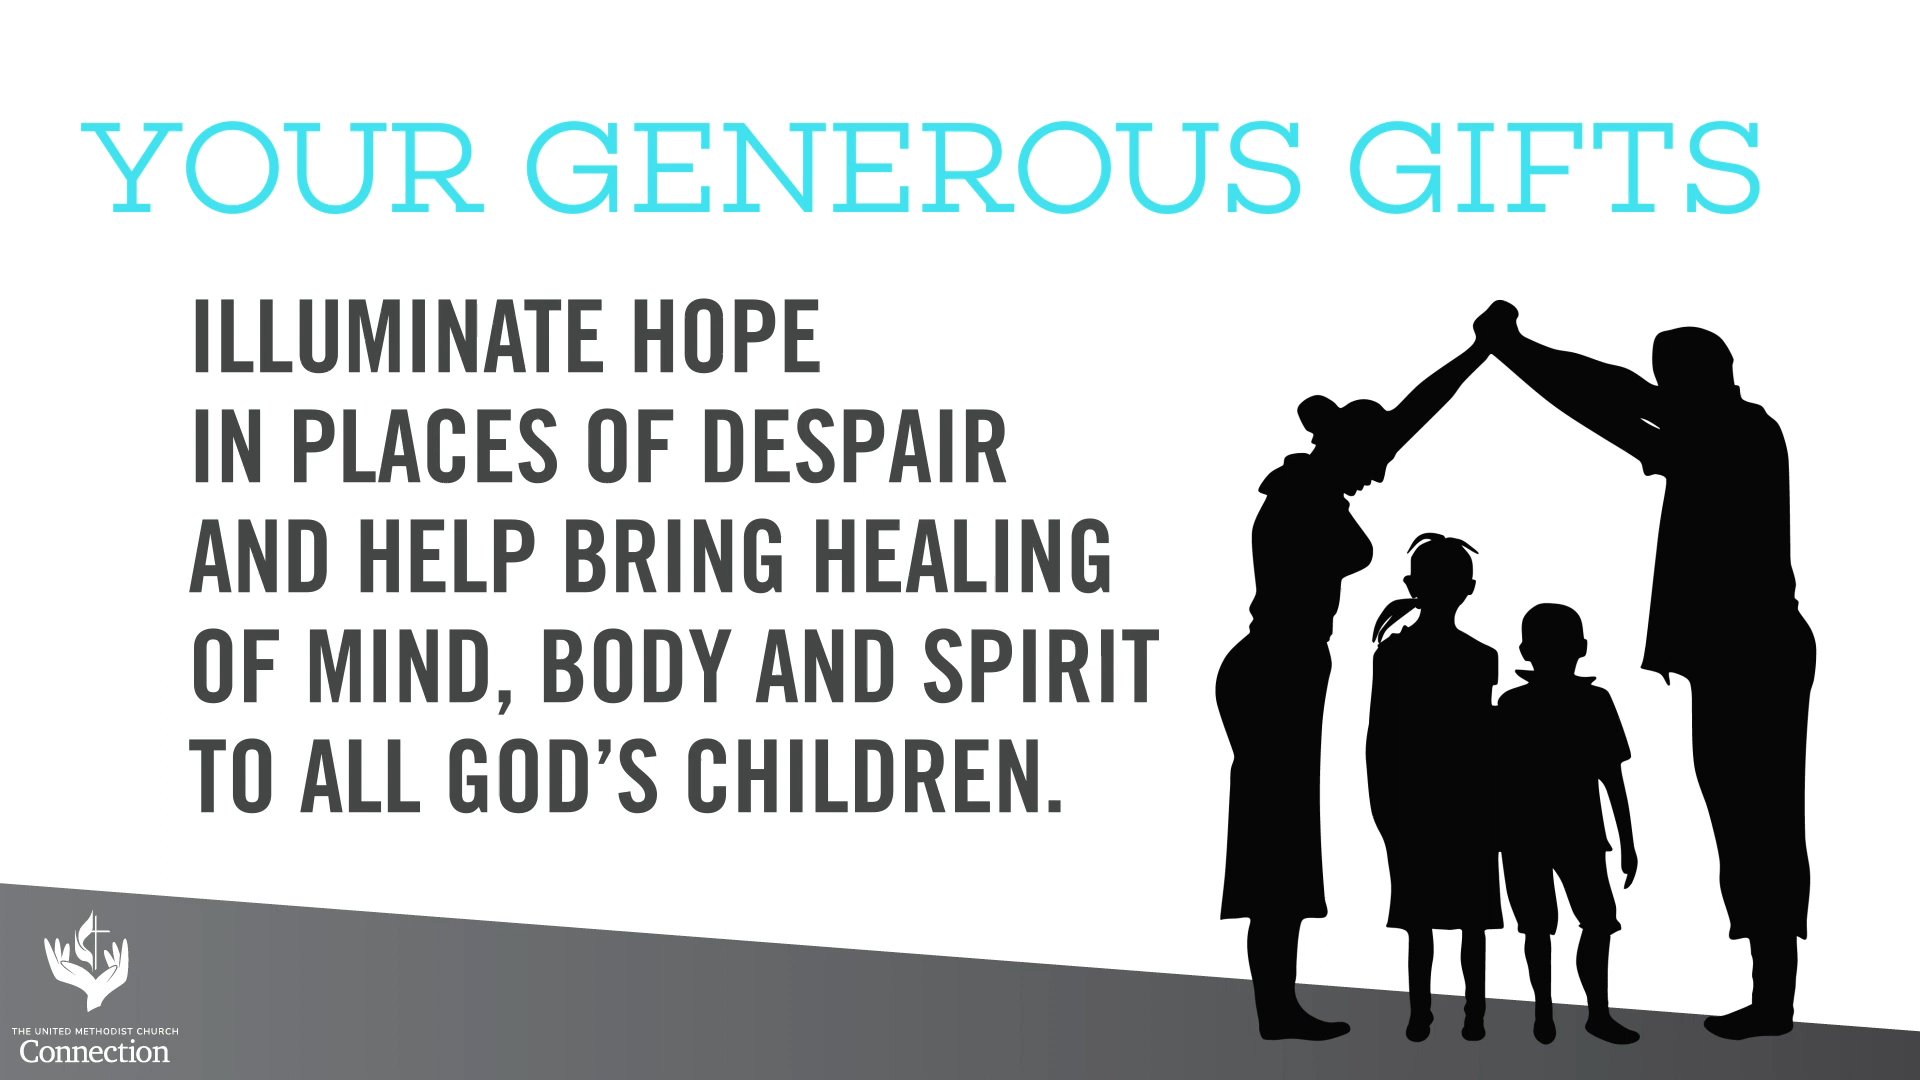 YOUR GENEROUS GIFTS
ILLUMINATE HOPE
IN PLACES OF DESPAIR
AND HELP BRING HEALING
OF MIND, BODY AND SPIRIT
TO ALL GOD’S CHILDREN.
THE UNITED METHODIST CHURCH
Connection